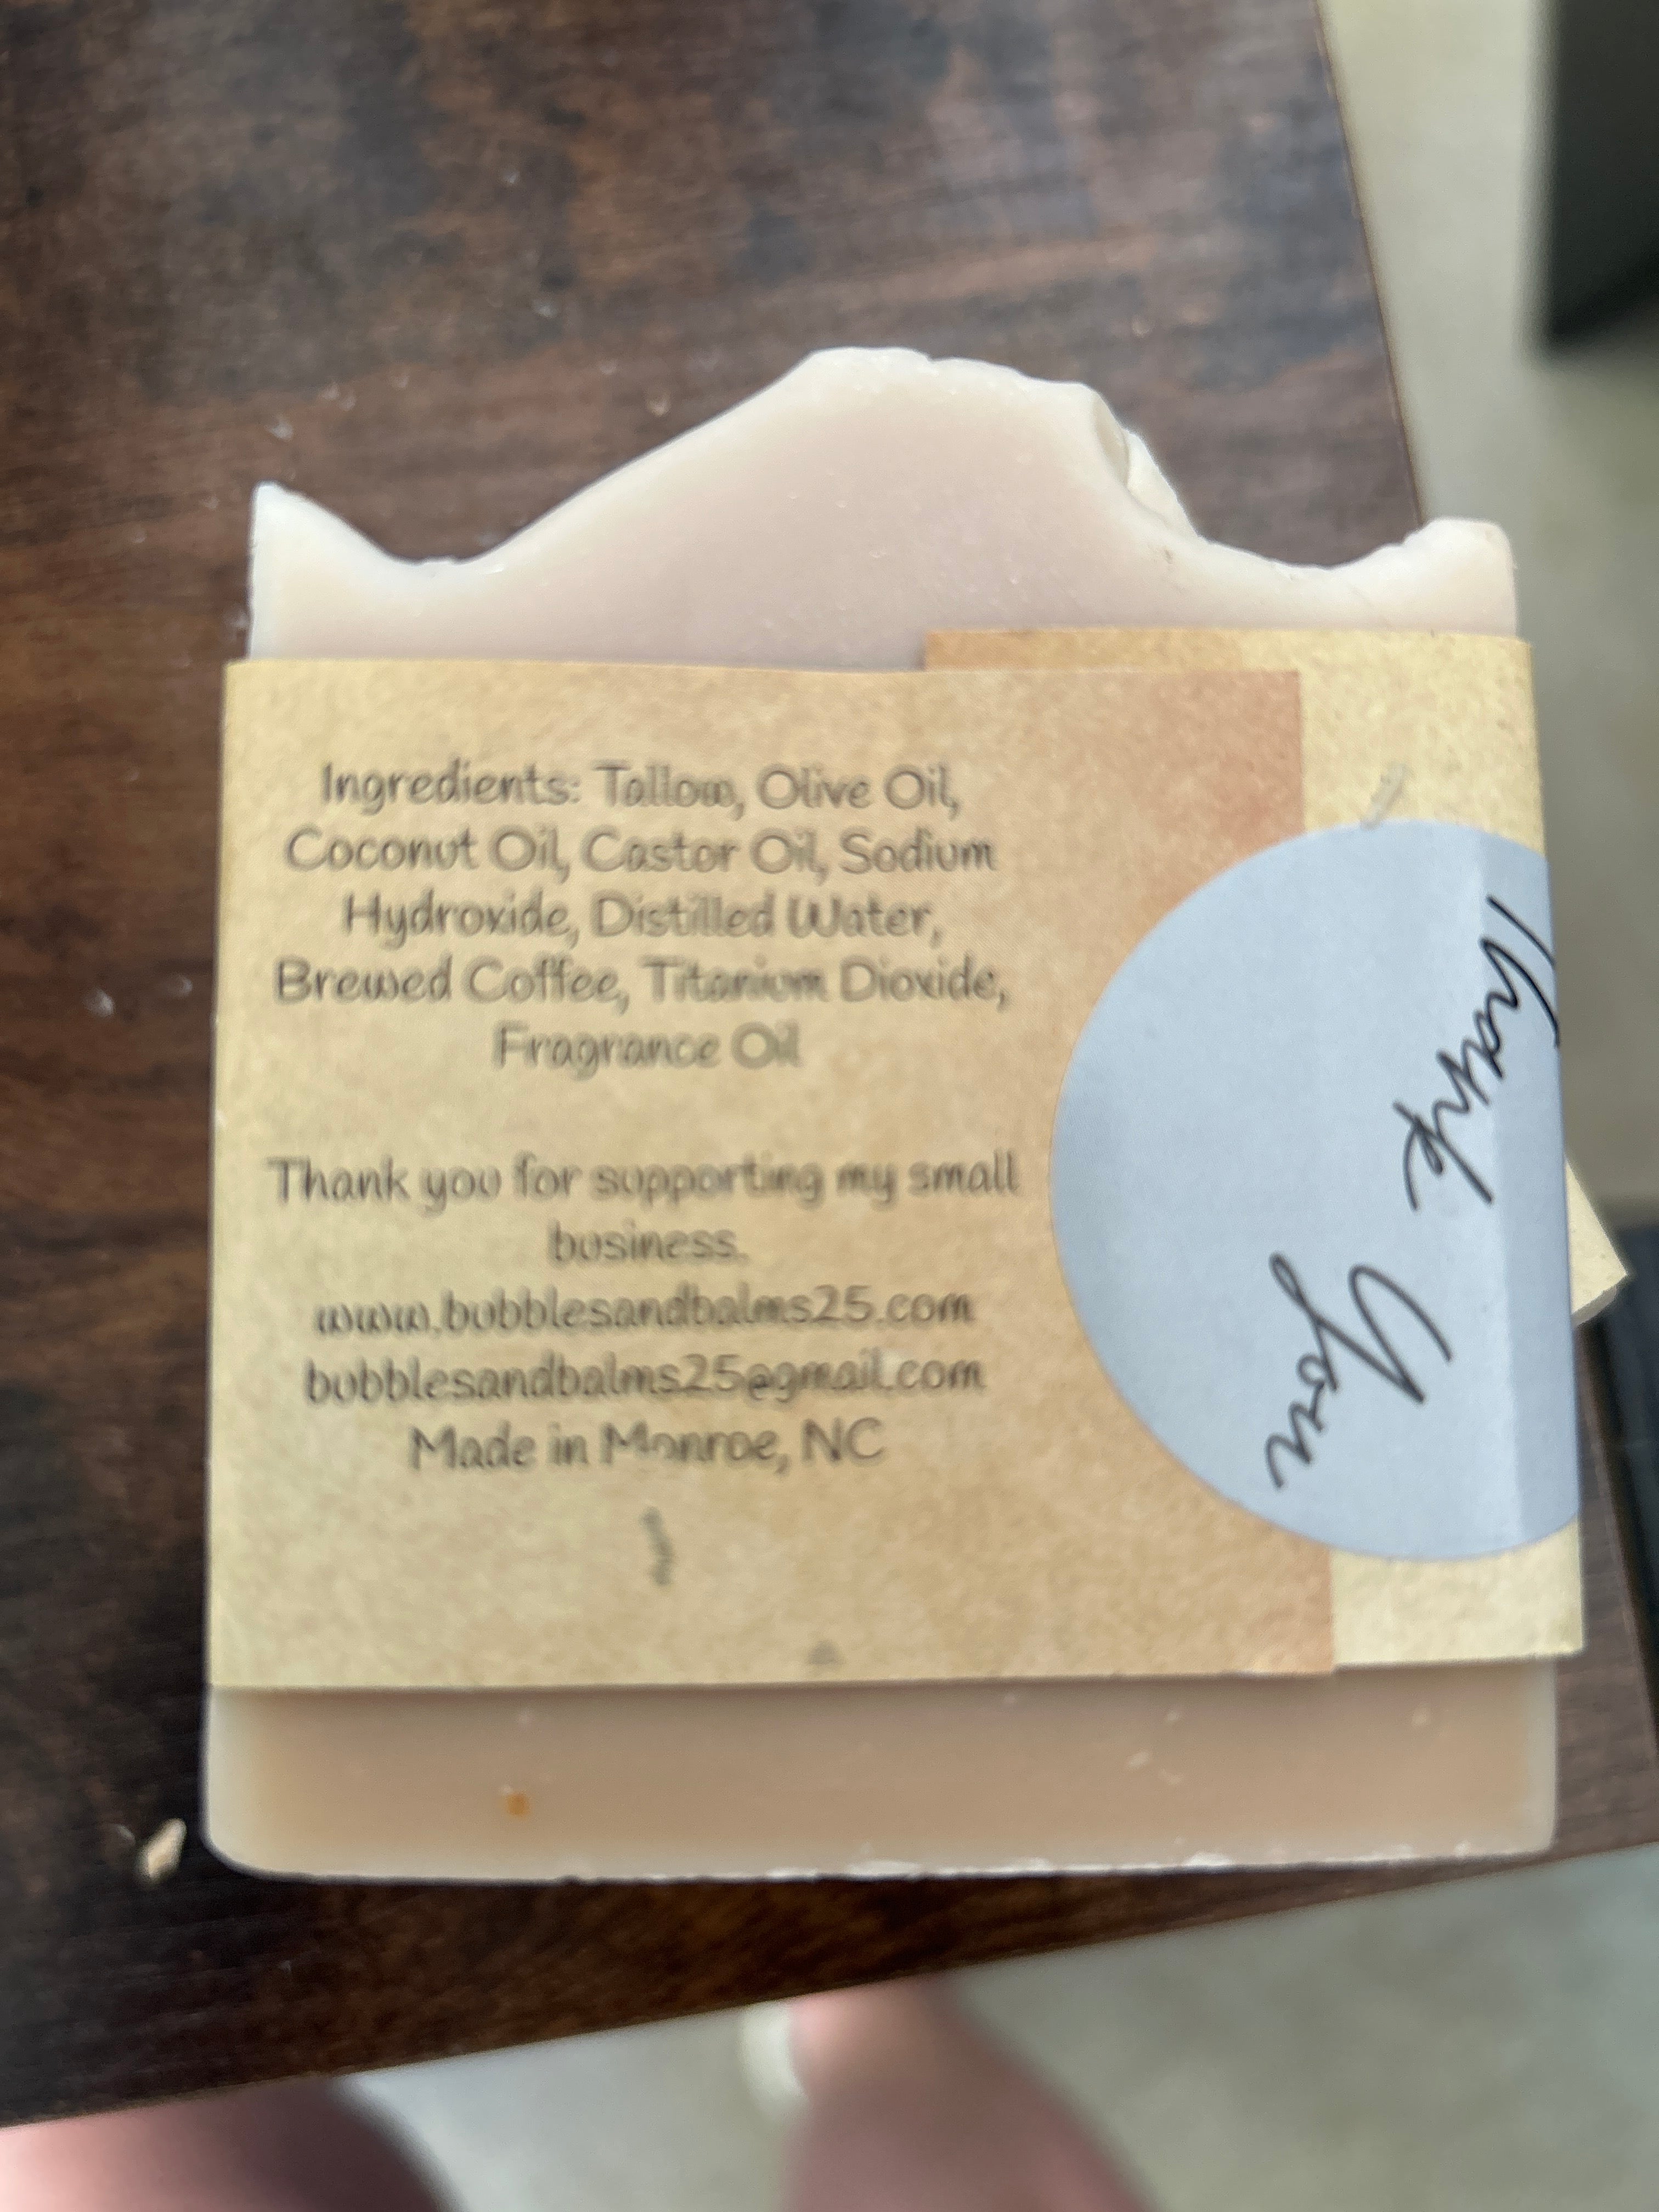 Ingredients: Tallow, Olive Oil,
Coconut Oil, Castor Oil, Sodium
Hydroxide, Distilled Water,
Brewed Coffee, Titanium Dioxide,
Fragrance Oil
Thank you for supporting my small
business.
www.bubblesandbalms25.com
bubblesandbalms25@gmail.com
Made in Monroe, NC
Thank
You